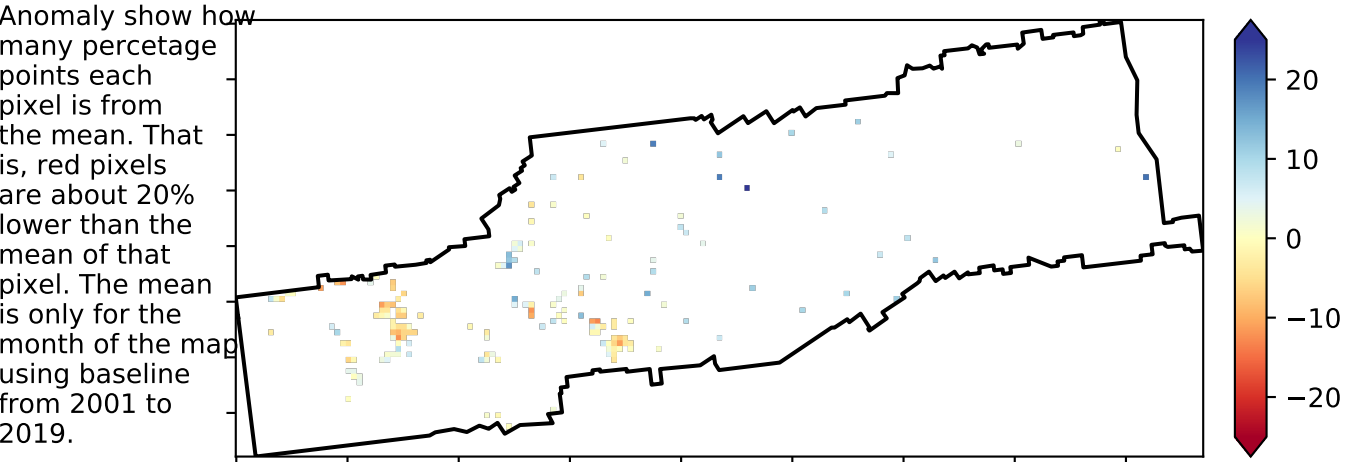 Anomaly show how
many percetage
points each
pixel is from
the mean. That
is, red pixels
are about 20%
lower than the
mean of that
pixel. The mean
is only for the
month of the map
using baseline
from 2001 to
2019.
20
10
0
−10
−20